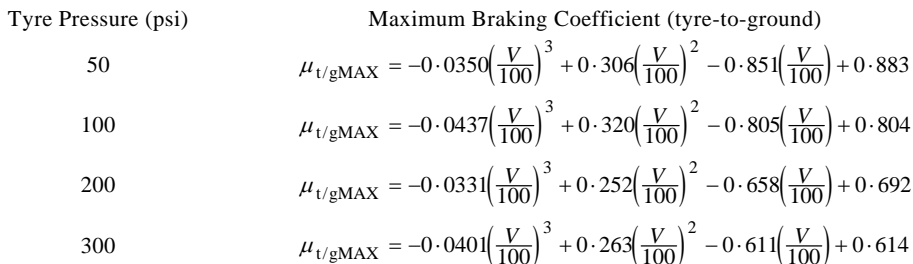 Tyre Pressure (psi) Maximum Braking Coefficient (tyre-to-ground)
50 μt/gMAX = −0·0350(V/100)³ + 0·306(V/100)² − 0·851(V/100) + 0·883
100 μt/gMAX = −0·0437(V/100)³ + 0·320(V/100)² − 0·805(V/100) + 0·804
200 μt/gMAX = −0·0331(V/100)³ + 0·252(V/100)² − 0·658(V/100) + 0·692
300 μt/gMAX = −0·0401(V/100)³ + 0·263(V/100)² − 0·611(V/100) + 0·614